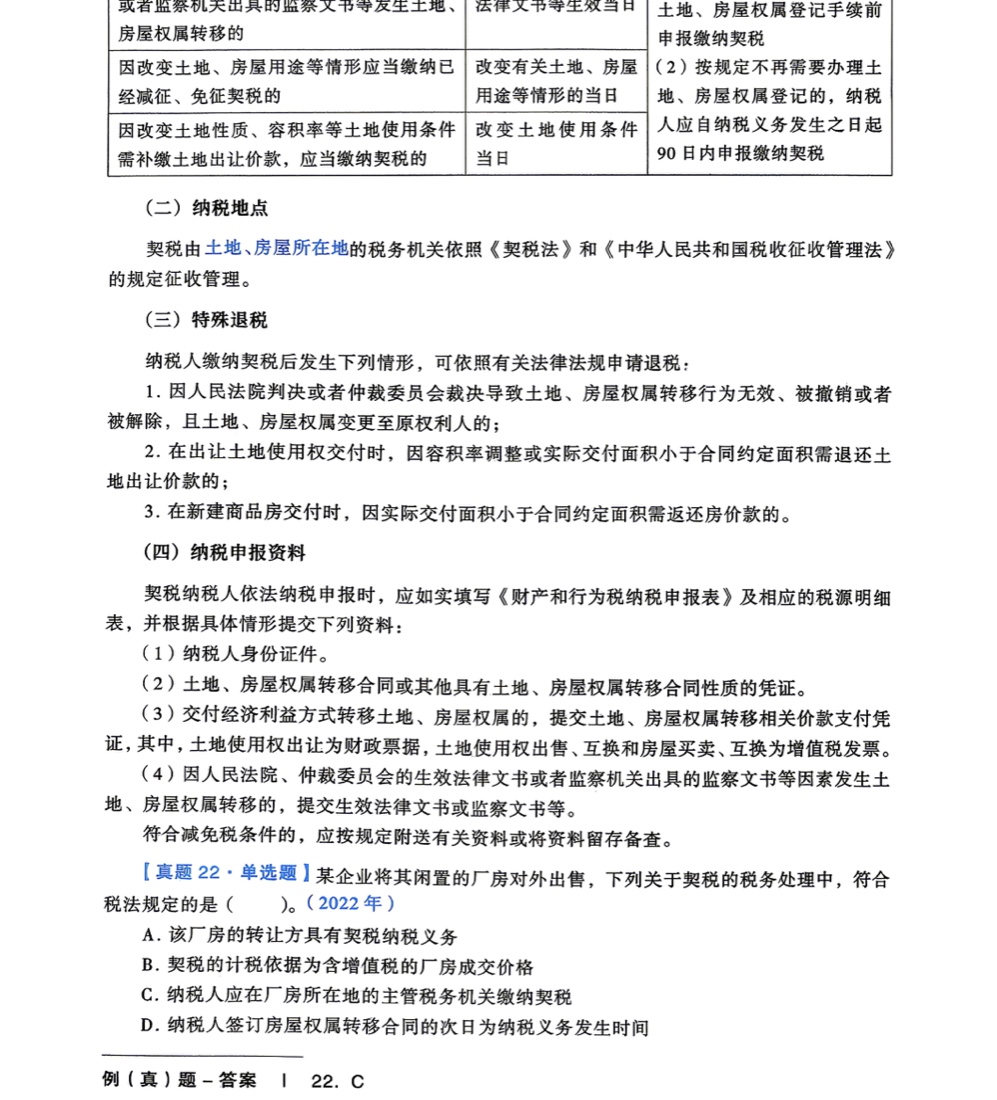 或者监察机关出具的监察文书等发生土地、
房屋权属转移的
法律文书等生效当日
土地、房屋权属登记手续前
申报缴纳契税
因改变土地、房屋用途等情形应当缴纳已
经减征、免征契税的
改变有关土地、房屋
用途等情形的当日
(2)按规定不再需要办理土
地、房屋权属登记的，纳税
人应自纳税义务发生之日起
90日内申报缴纳契税
因改变土地性质、容积率等土地使用条件
需补缴土地出让价款，应当缴纳契税的
改变土地使用条件
当日
(二)纳税地点
契税由土地、房屋所在地的税务机关依照《契税法》和《中华人民共和国税收征收管理法》
的规定征收管理。
(三)特殊退税
纳税人缴纳契税后发生下列情形，可依照有关法律法规申请退税：
1. 因人民法院判决或者仲裁委员会裁决导致土地、房屋权属转移行为无效、被撤销或者
被解除，且土地、房屋权属变更至原权利人的；
2. 在出让土地使用权交付时，因容积率调整或实际交付面积小于合同约定面积需退还土
地出让价款的；
3. 在新建商品房交付时，因实际交付面积小于合同约定面积需返还房价款的。
(四)纳税申报资料
契税纳税人依法纳税申报时，应如实填写《财产和行为税纳税申报表》及相应的税源明细
表，并根据具体情形提交下列资料：
(1)纳税人身份证件。
(2)土地、房屋权属转移合同或其他具有土地、房屋权属转移合同性质的凭证。
(3)交付经济利益方式转移土地、房屋权属的，提交土地、房屋权属转移相关价款支付凭
证，其中，土地使用权出让为财政票据，土地使用权出售、互换和房屋买卖、互换为增值税发票。
(4)因人民法院、仲裁委员会的生效法律文书或者监察机关出具的监察文书等因素发生土
地、房屋权属转移的，提交生效法律文书或监察文书等。
符合减免税条件的，应按规定附送有关资料或将资料留存备查。
【真题22·单选题】某企业将其闲置的厂房对外出售，下列关于契税的税务处理中，符合
税法规定的是(　　)。(2022年)
A. 该厂房的转让方具有契税纳税义务
B. 契税的计税依据为含增值税的厂房成交价格
C. 纳税人应在厂房所在地的主管税务机关缴纳契税
D. 纳税人签订房屋权属转移合同的次日为纳税义务发生时间
例(真)题-答案 | 22. C